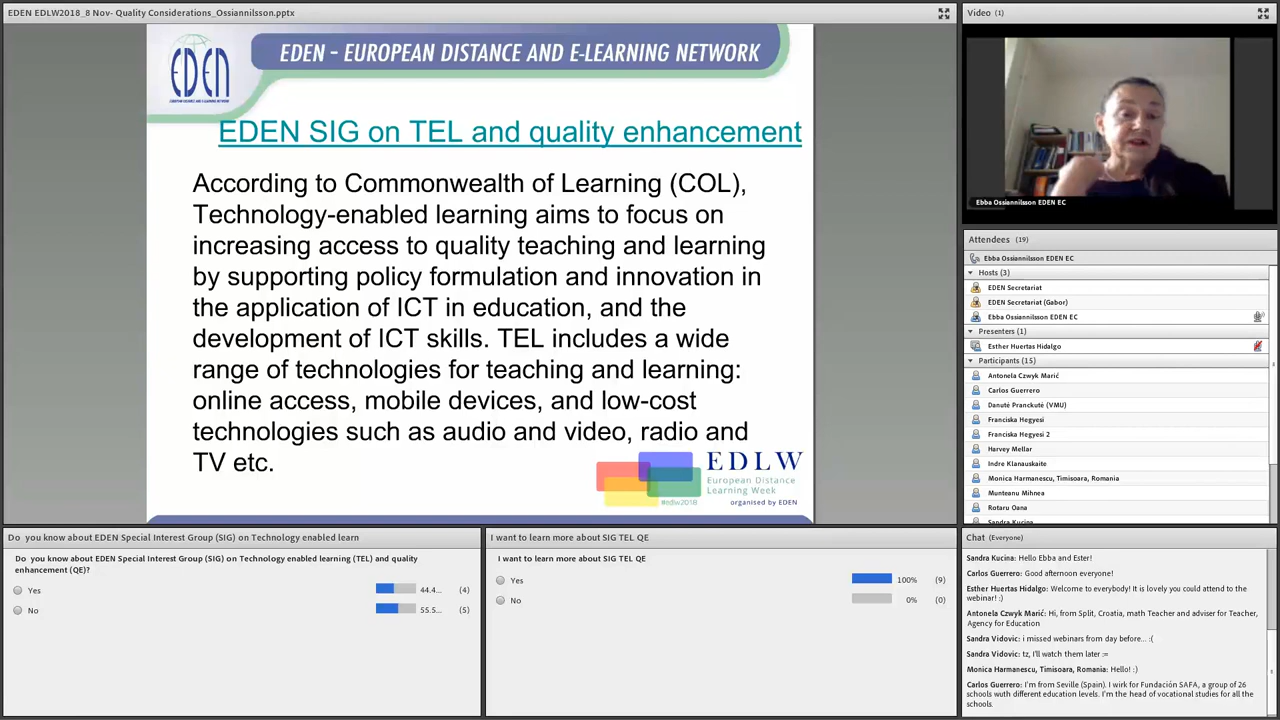 EDEN EDLW2018_8 Nov- Quality Considerations_Ossiannilsson.pptx
EDEN
EUROPEAN DISTANCE AND E-LEARNING NETWORK
EDEN - EUROPEAN DISTANCE AND E-LEARNING NETWORK
EDEN SIG on TEL and quality enhancement
According to Commonwealth of Learning (COL),
Technology-enabled learning aims to focus on
increasing access to quality teaching and learning
by supporting policy formulation and innovation in
the application of ICT in education, and the
development of ICT skills. TEL includes a wide
range of technologies for teaching and learning:
online access, mobile devices, and low-cost
technologies such as audio and video, radio and
TV etc.
EDLW
European Distance
Learning Week
#edlw2018
organised by EDEN
Video (1)
Ebba Ossiannilsson EDEN EC
Attendees (19)
Ebba Ossiannilsson EDEN EC
Hosts (3)
EDEN Secretariat
EDEN Secretariat (Gabor)
Ebba Ossiannilsson EDEN EC
Presenters (1)
Esther Huertas Hidalgo
Participants (15)
Antonela Czwyk Marić
Carlos Guerrero
Danutė Pranckutė (VMU)
Franciska Hegyesi
Franciska Hegyesi 2
Harvey Mellar
Indre Klanauskaite
Monica Harmanescu, Timisoara, Romania
Munteanu Mihnea
Rotaru Oana
Sandra Kucina
Do you know about EDEN Special Interest Group (SIG) on Technology enabled learn
Do you know about EDEN Special Interest Group (SIG) on Technology enabled learning (TEL) and quality
enhancement (QE)?
Yes 44.4... (4)
No 55.5... (5)
I want to learn more about SIG TEL QE
I want to learn more about SIG TEL QE
Yes 100% (9)
No 0% (0)
Chat (Everyone)
Sandra Kucina: Hello Ebba and Ester!
Carlos Guerrero: Good afternoon everyone!
Esther Huertas Hidalgo: Welcome to everybody! It is lovely you could attend to the
webinar! :)
Antonela Czwyk Marić: Hi, from Split, Croatia, math Teacher and adviser for Teacher,
Agency for Education
Sandra Vidovic: i missed webinars from day before... :(
Sandra Vidovic: tz, I'll watch them later :=
Monica Harmanescu, Timisoara, Romania: Hello! :)
Carlos Guerrero: I'm from Seville (Spain). I wirk for Fundación SAFA, a group of 26
schools wuth different education levels. I'm the head of vocational studies for all the
schools.